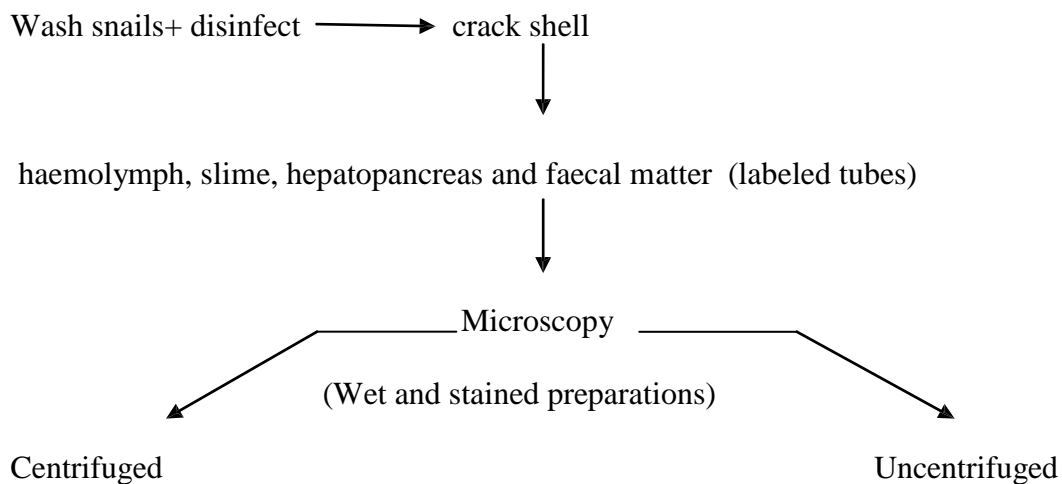 Wash snails+ disinfect crack shell
haemolymph, slime, hepatopancreas and faecal matter (labeled tubes)
Microscopy
(Wet and stained preparations)
Centrifuged Uncentrifuged